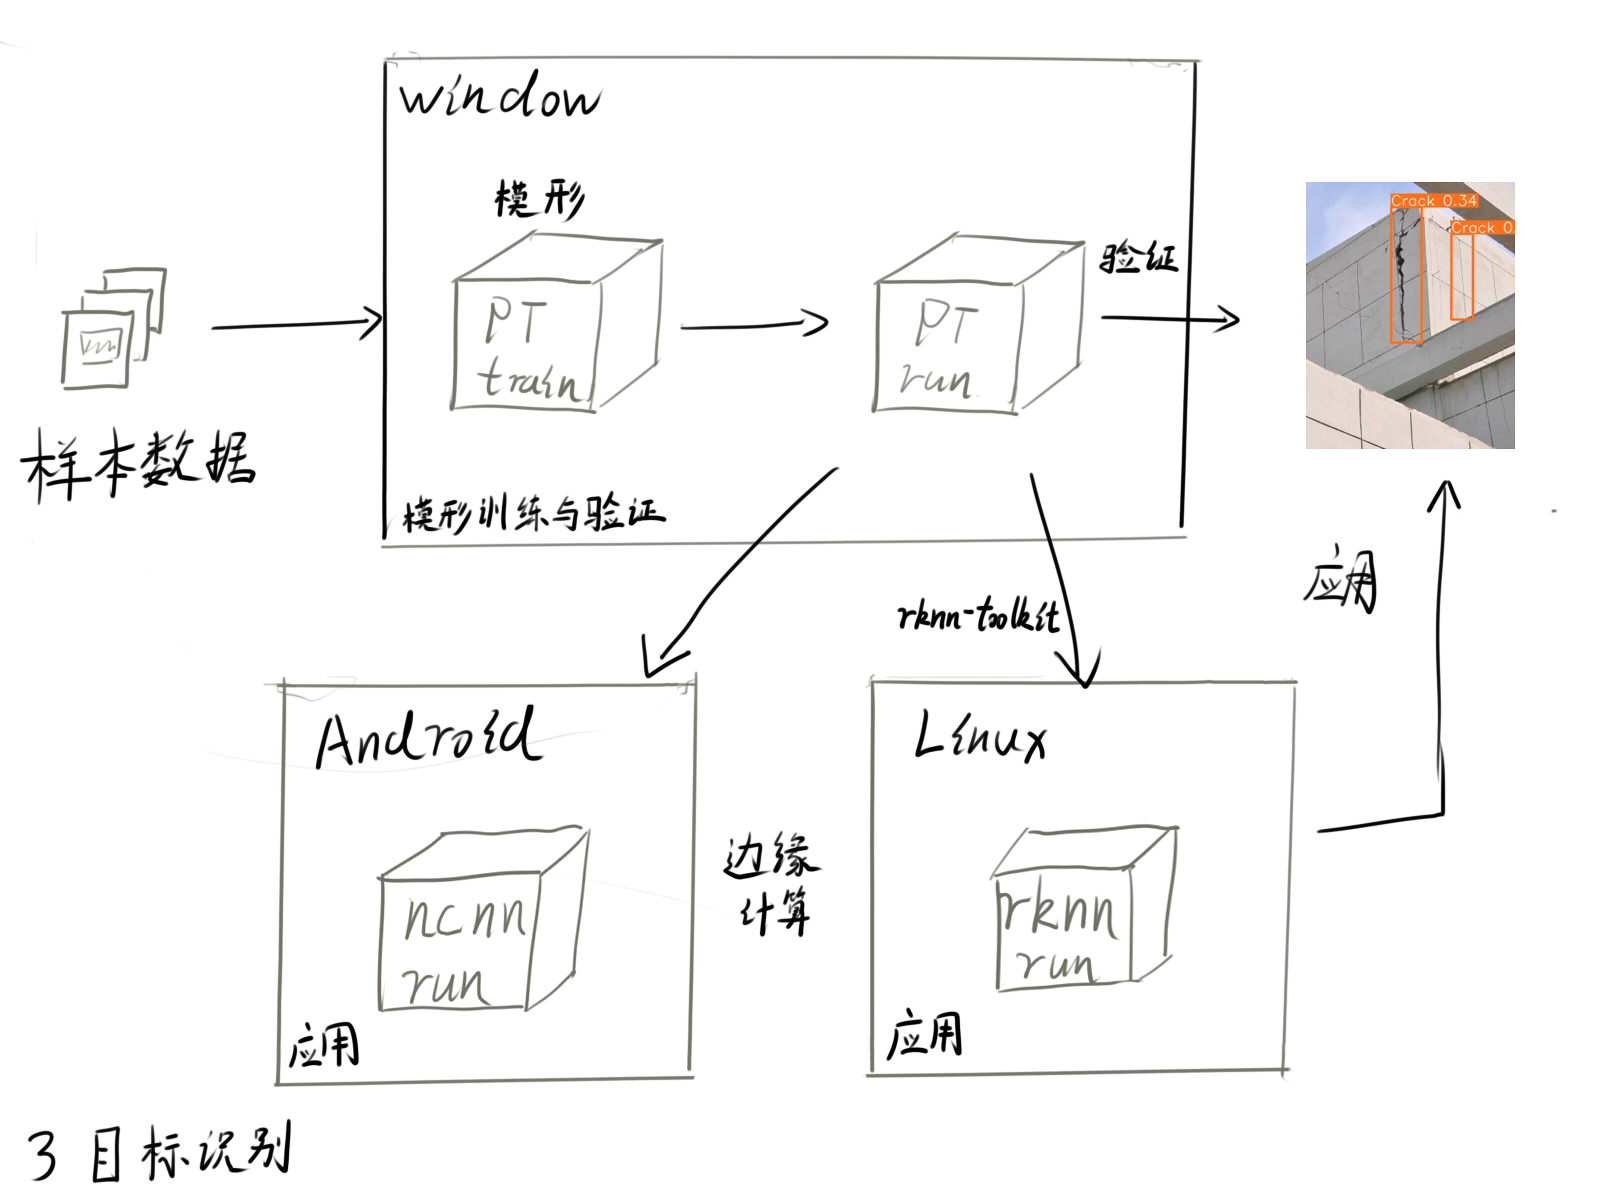 window
模形
PT
train
PT
run
验证
Crack 0.34
Crack 0.
样本数据
模形训练与验证
rknn-toolkit
应用
Android
ncnn
run
应用
边缘
计算
Linux
rknn
run
应用
3 目标识别